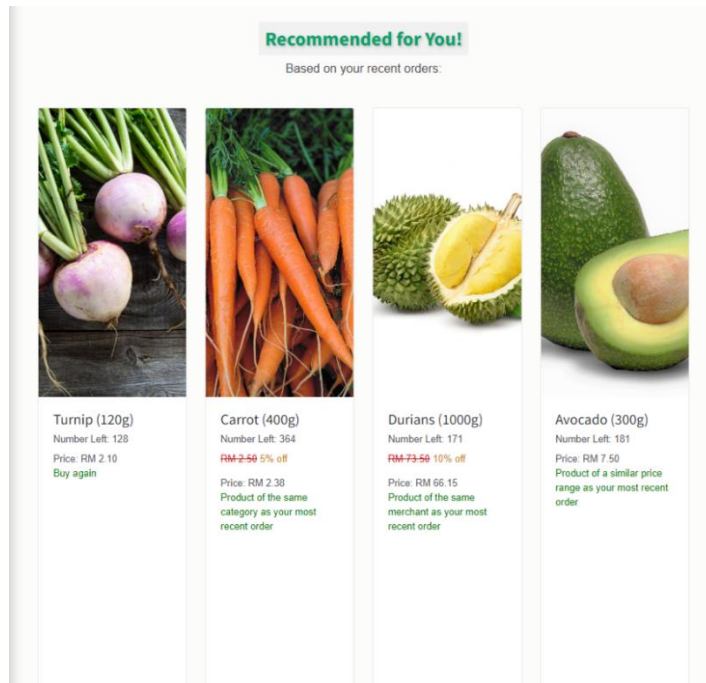 Recommended for You!
Based on your recent orders:
Turnip (120g)
Number Left: 128
Price: RM 2.10
Buy again
Carrot (400g)
Number Left: 364
RM 2.50 5% off
Price: RM 2.38
Product of the same
category as your most
recent order
Durians (1000g)
Number Left: 171
RM 73.50 10% off
Price: RM 66.15
Product of the same
merchant as your most
recent order
Avocado (300g)
Number Left: 181
Price: RM 7.50
Product of a similar price
range as your most recent
order